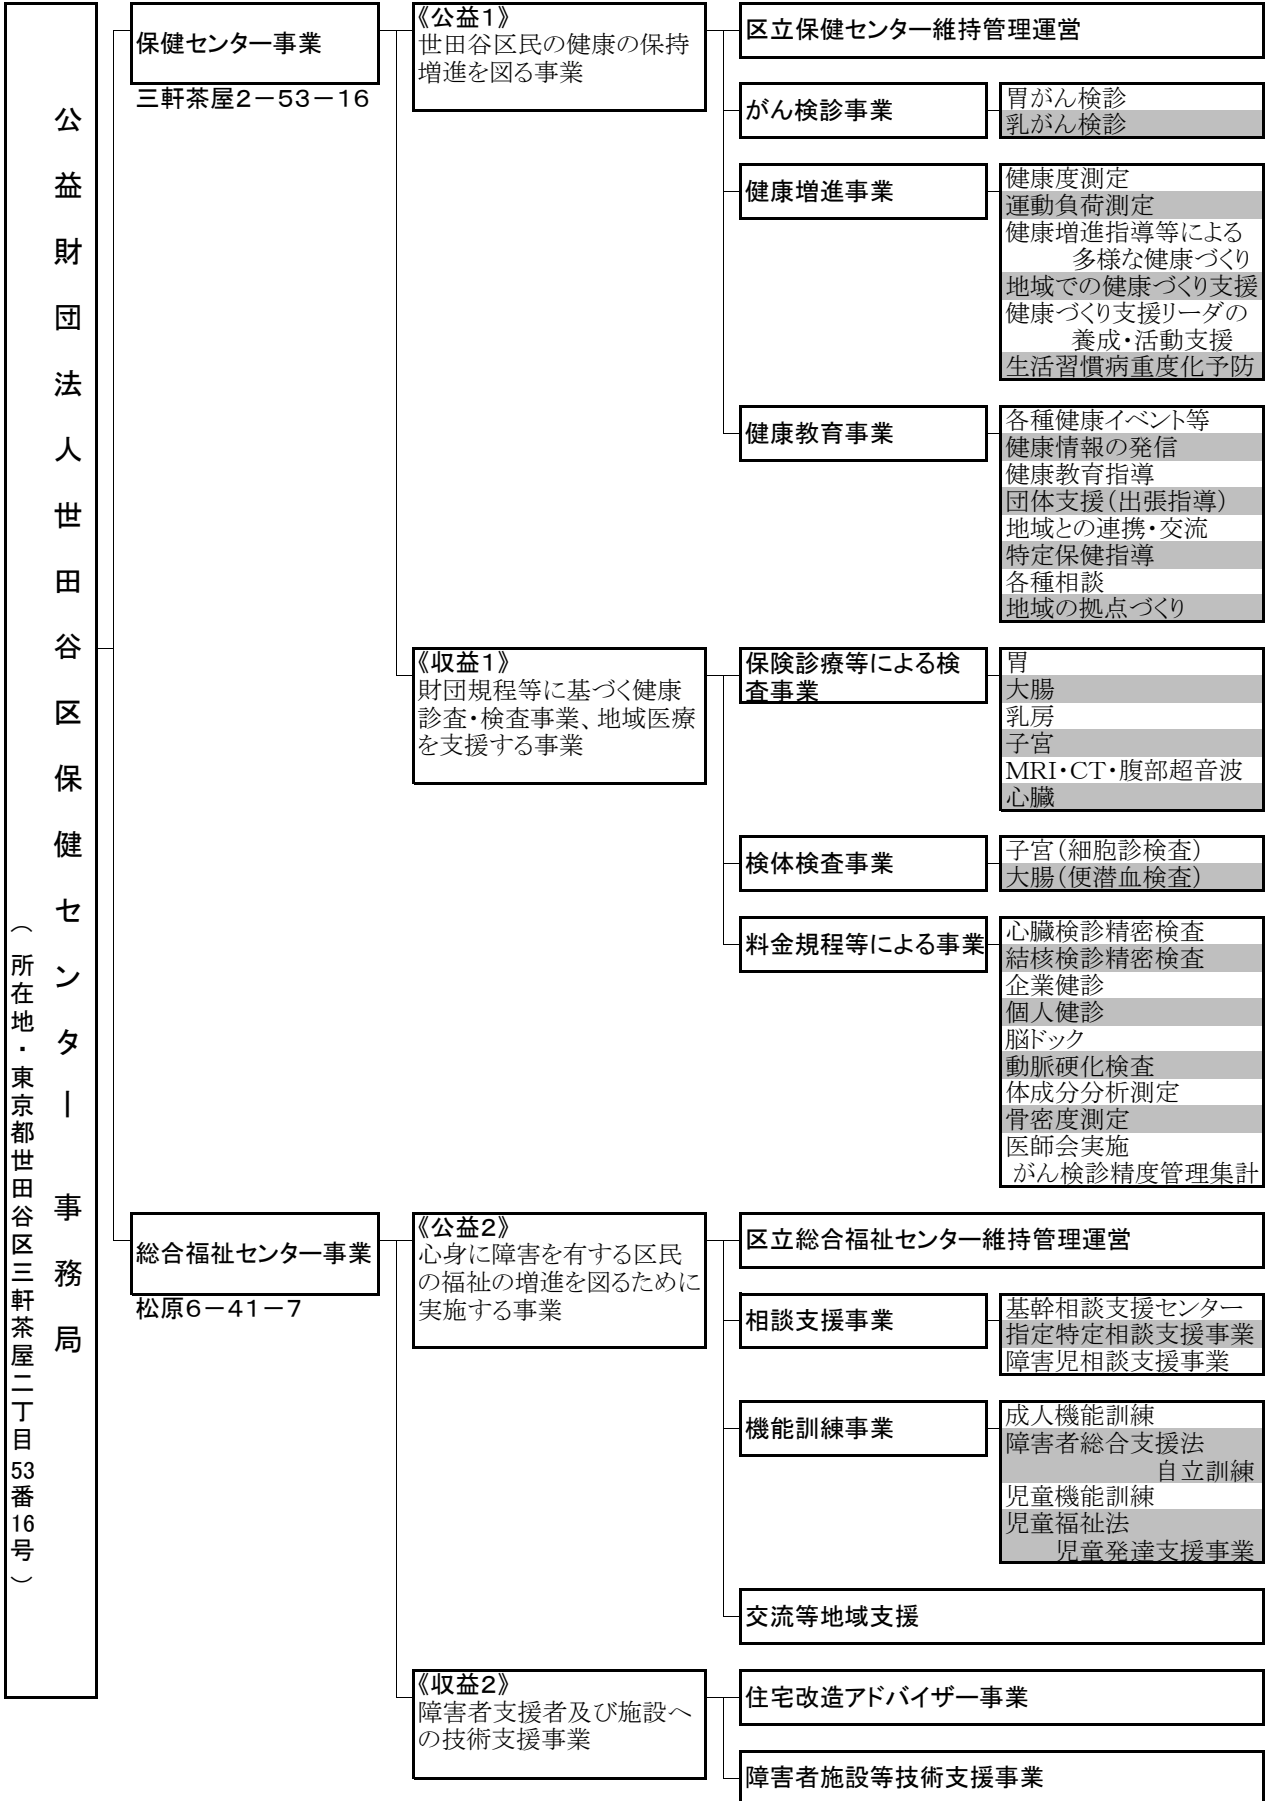 公益財団法人世田谷区保健センター 事務局
（所在地・東京都世田谷区三軒茶屋二丁目53番16号）
保健センター事業
三軒茶屋2－53－16
《公益1》
世田谷区民の健康の保持
増進を図る事業
区立保健センター維持管理運営
がん検診事業
胃がん検診
乳がん検診
健康増進事業
健康度測定
運動負荷測定
健康増進指導等による
多様な健康づくり
地域での健康づくり支援
健康づくり支援リーダの
養成・活動支援
生活習慣病重度化予防
健康教育事業
各種健康イベント等
健康情報の発信
健康教育指導
団体支援（出張指導）
地域との連携・交流
特定保健指導
各種相談
地域の拠点づくり
《収益1》
財団規程等に基づく健康
診査・検査事業、地域医療
を支援する事業
保険診療等による検
査事業
胃
大腸
乳房
子宮
MRI・CT・腹部超音波
心臓
検体検査事業
子宮（細胞診検査）
大腸（便潜血検査）
料金規程等による事業
心臓検診精密検査
結核検診精密検査
企業健診
個人健診
脳ドック
動脈硬化検査
体成分分析測定
骨密度測定
医師会実施
がん検診精度管理集計
総合福祉センター事業
松原6－41－7
《公益2》
心身に障害を有する区民
の福祉の増進を図るために
実施する事業
区立総合福祉センター維持管理運営
相談支援事業
基幹相談支援センター
指定特定相談支援事業
障害児相談支援事業
機能訓練事業
成人機能訓練
障害者総合支援法
自立訓練
児童機能訓練
児童福祉法
児童発達支援事業
交流等地域支援
《収益2》
障害者支援者及び施設へ
の技術支援事業
住宅改造アドバイザー事業
障害者施設等技術支援事業